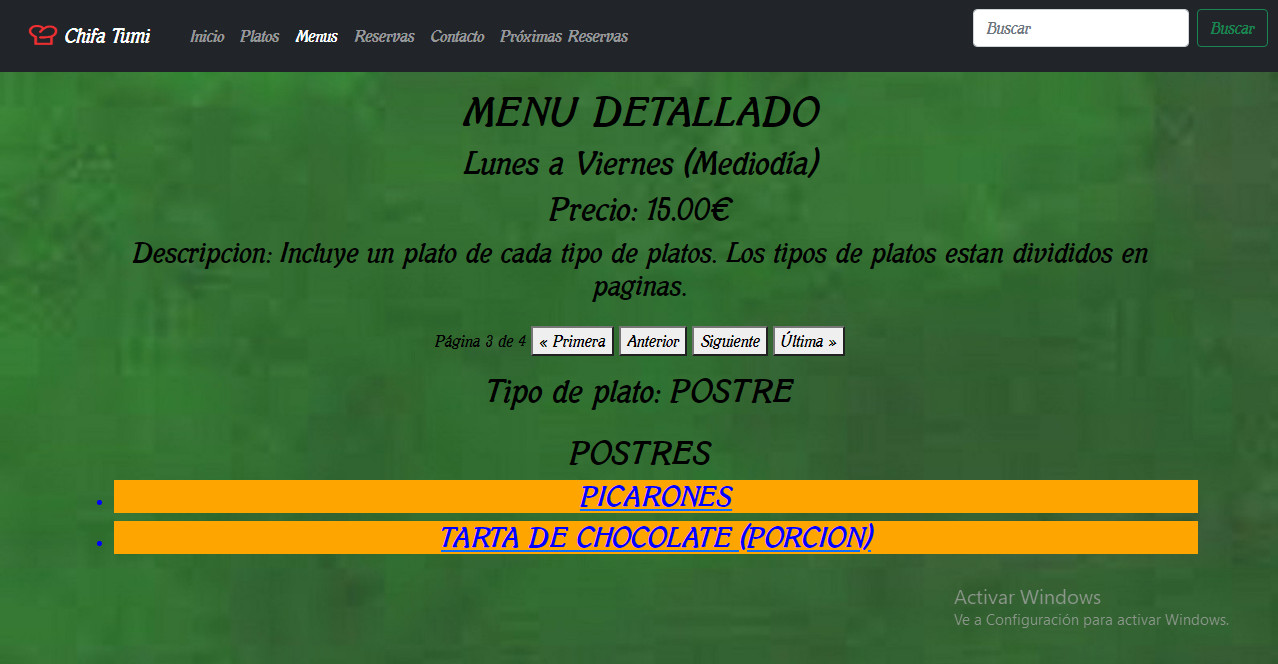 Chifa Tumi Inicio Platos Menus Reservas Contacto Próximas Reservas Buscar Buscar
MENU DETALLADO
Lunes a Viernes (Mediodía)
Precio: 15.00€
Descripcion: Incluye un plato de cada tipo de platos. Los tipos de platos estan divididos en
paginas.
Página 3 de 4 « Primera Anterior Siguiente Última »
Tipo de plato: POSTRE
POSTRES
PICARONES
TARTA DE CHOCOLATE (PORCION)
Activar Windows
Ve a Configuración para activar Windows.